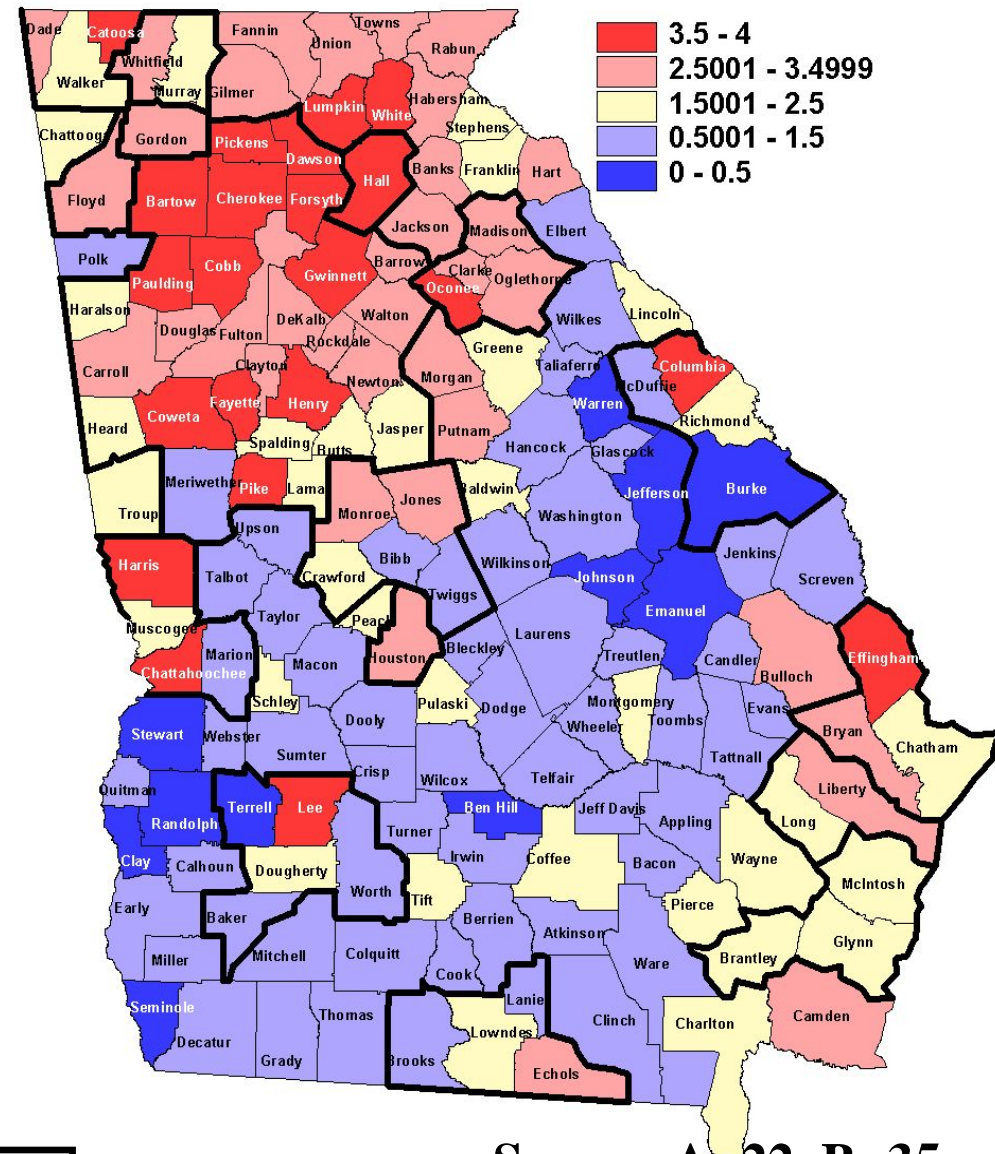 3.5 - 4
2.5001 - 3.4999
1.5001 - 2.5
0.5001 - 1.5
0 - 0.5
Dade Catoosa Fannin Towns
Whitfield Union Rabun
Walker Murray Gilmer
Lumpkin White Habersham
Chattoog Gordon Pickens Stephens
Dawson Banks Franklin Hart
Floyd Bartow Cherokee Forsyth Hall
Jackson Madison Elbert
Polk Cobb Barrow Clarke
Paulding Gwinnett Oconee Oglethorpe
Haralson Douglas Fulton DeKalb Walton Wilkes Lincoln
Rockdale Greene
Carroll Clayton Newton Morgan Taliaferro Columbia
McDuffie
Coweta Fayette Henry Warren
Heard Spalding Butts Jasper Putnam Richmond
Hancock Glascock
Troup Meriwether Pike Lama Monroe Jones Baldwin Jefferson Burke
Upson Washington
Harris Talbot Crawford Bibb Wilkinson Johnson Jenkins
Twiggs Screven
Muscogee Taylor Peach Emanuel
Chattahoochee Marion Macon Houston Bleckley Laurens Treutlen Candler Bulloch Effingham
Schley Pulaski Dodge Montgomery Evans
Stewart Webster Dooly Wheeler Toombs Bryan Chatham
Sumter Tattnall
Quitman Crisp Wilcox Telfair Liberty
Randolph Terrell Lee Turner Ben Hill Jeff Davis Appling Long
Clay Calhoun Dougherty Irwin Coffee Bacon Wayne McIntosh
Early Baker Worth Tift Pierce
Berrien Atkinson
Miller Mitchell Colquitt Cook Ware Brantley Glynn
Seminole Lanie Clinch Charlton Camden
Decatur Grady Thomas Brooks Lowndes
Echols